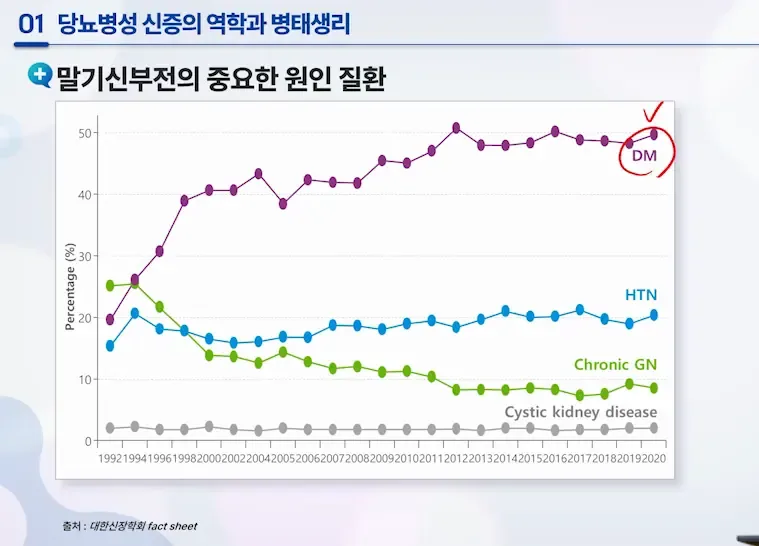 01 당뇨병성 신증의 역학과 병태생리
말기신부전의 중요한 원인 질환
Percentage (%)
50
40
30
20
10
0
DM
HTN
Chronic GN
Cystic kidney disease
1992 1994 1996 1998 2000 2002 2004 2005 2006 2007 2008 2009 2010 2011 2012 2013 2014 2015 2016 2017 2018 2019 2020
출처 : 대한신장학회 fact sheet